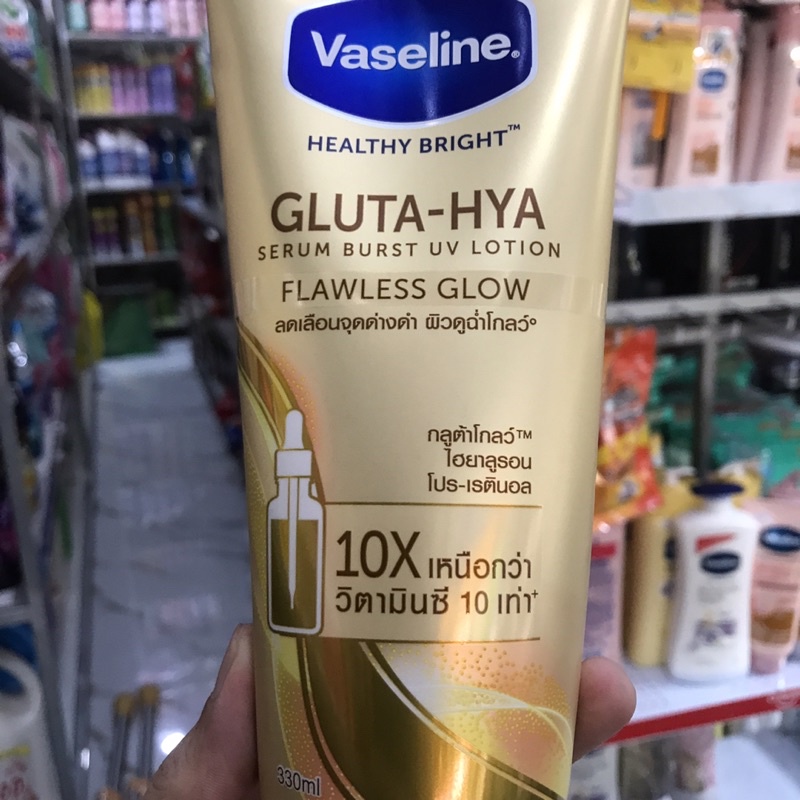 Vaseline®
HEALTHY BRIGHT™
GLUTA-HYA
SERUM BURST UV LOTION
FLAWLESS GLOW
ลดเลือนจุดด่างดำ ผิวดูฉ่ำโกลว์°
กลูต้าโกลว์™
ไฮยาลูรอน
โปร-เรตินอล
10X เหนือกว่า
วิตามินซี 10 เท่า⁺
330ml